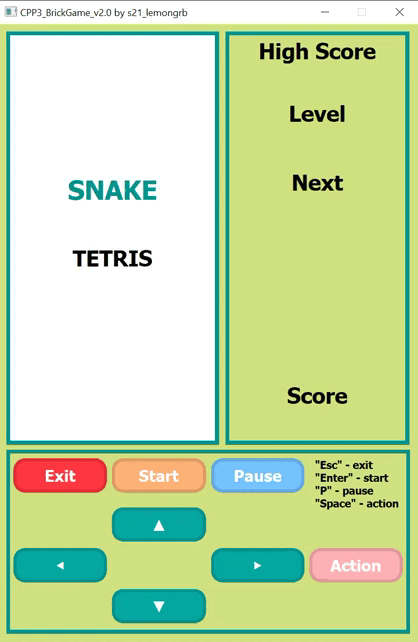 CPP3_BrickGame_v2.0 by s21_lemongrb
SNAKE
TETRIS
High Score
Level
Next
Score
Exit
Start
Pause
"Esc" - exit
"Enter" - start
"P" - pause
"Space" - action
Action